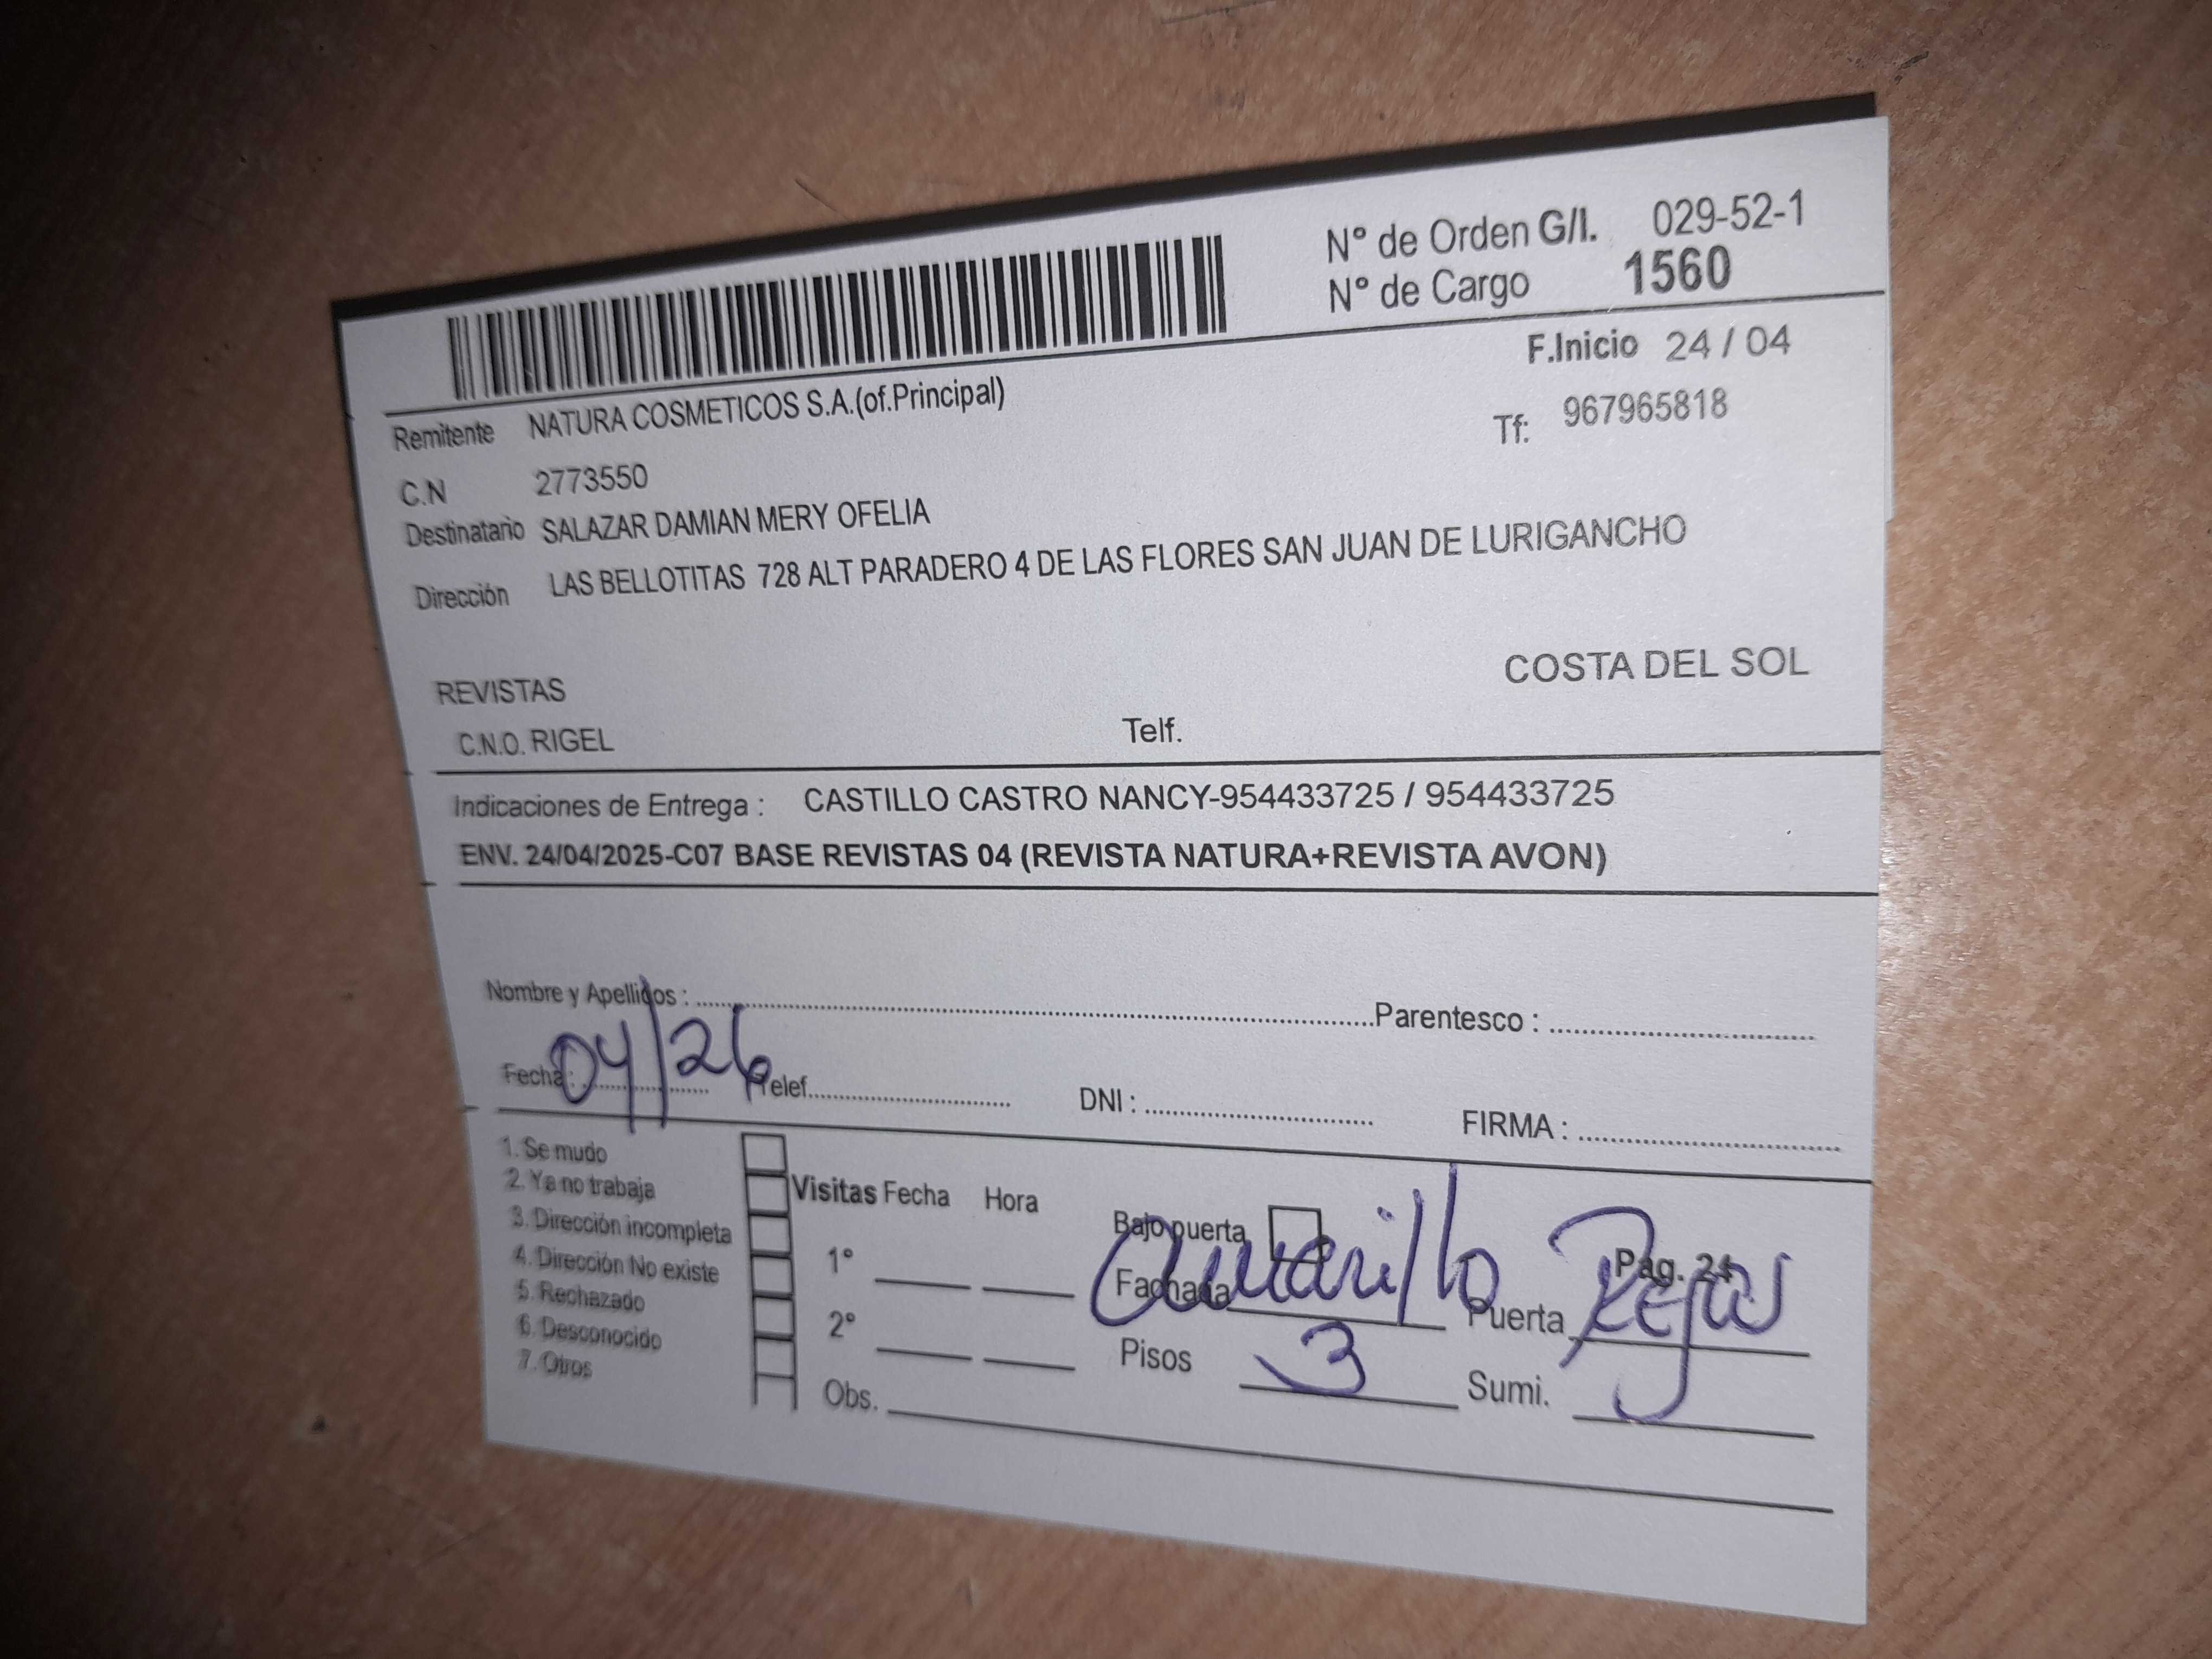 N° de Orden G/I. 029-52-1
N° de Cargo 1560
F.Inicio 24 / 04
Remitente NATURA COSMETICOS S.A.(of.Principal)
Tf: 967965818
C.N 2773550
Destinatario SALAZAR DAMIAN MERY OFELIA
Dirección LAS BELLOTITAS 728 ALT PARADERO 4 DE LAS FLORES SAN JUAN DE LURIGANCHO
COSTA DEL SOL
REVISTAS
C.N.O. RIGEL Telf.
Indicaciones de Entrega : CASTILLO CASTRO NANCY-954433725 / 954433725
ENV. 24/04/2025-C07 BASE REVISTAS 04 (REVISTA NATURA+REVISTA AVON)
Nombre y Apellidos : Parentesco :
Fecha: 04/26 Telef. DNI : FIRMA :
1. Se mudo
2. Ya no trabaja
3. Dirección incompleta
4. Dirección No existe
5. Rechazado
6. Desconocido
7. Otros
Visitas Fecha Hora
1°
2°
Obs.
Bajo puerta Pag. 24
Fachada Amarillo Puerta Rejas
Pisos 3 Sumi.